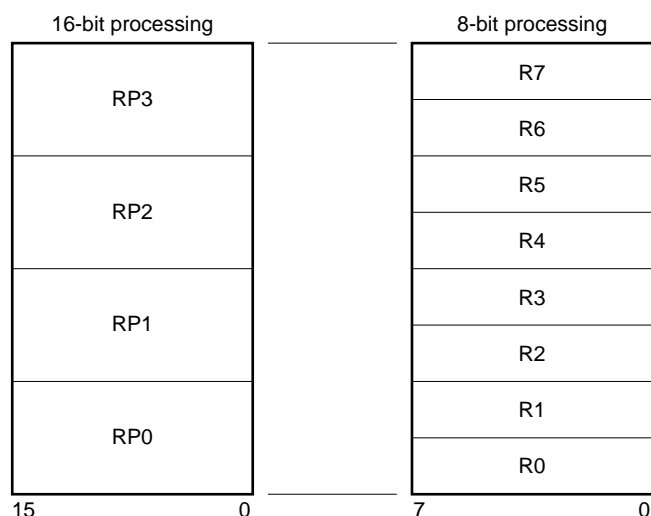 16-bit processing
8-bit processing
RP3
RP2
RP1
RP0
15 0
R7
R6
R5
R4
R3
R2
R1
R0
7 0